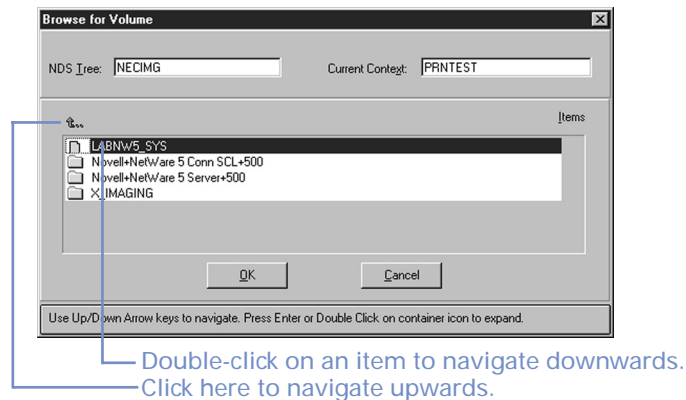 Browse for Volume
NDS Tree: NECIMG Current Context: PRNTEST
Items
LABNW5_SYS
Novell+NetWare 5 Conn SCL+500
Novell+NetWare 5 Server+500
X_IMAGING
OK Cancel
Use Up/Down Arrow keys to navigate. Press Enter or Double Click on container icon to expand.
Double-click on an item to navigate downwards.
Click here to navigate upwards.